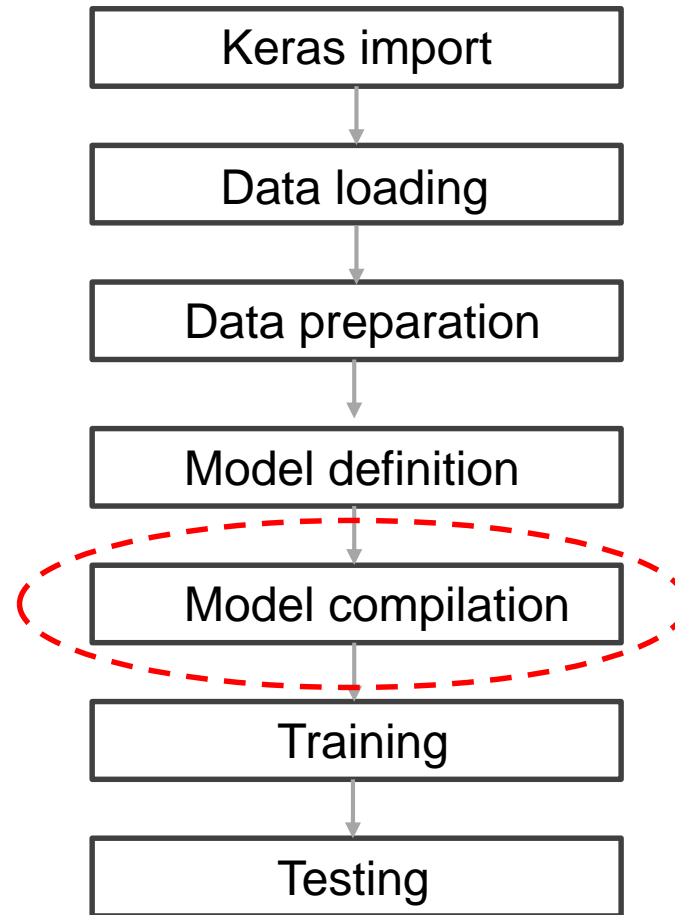 Keras import
Data loading
Data preparation
Model definition
Model compilation
Training
Testing